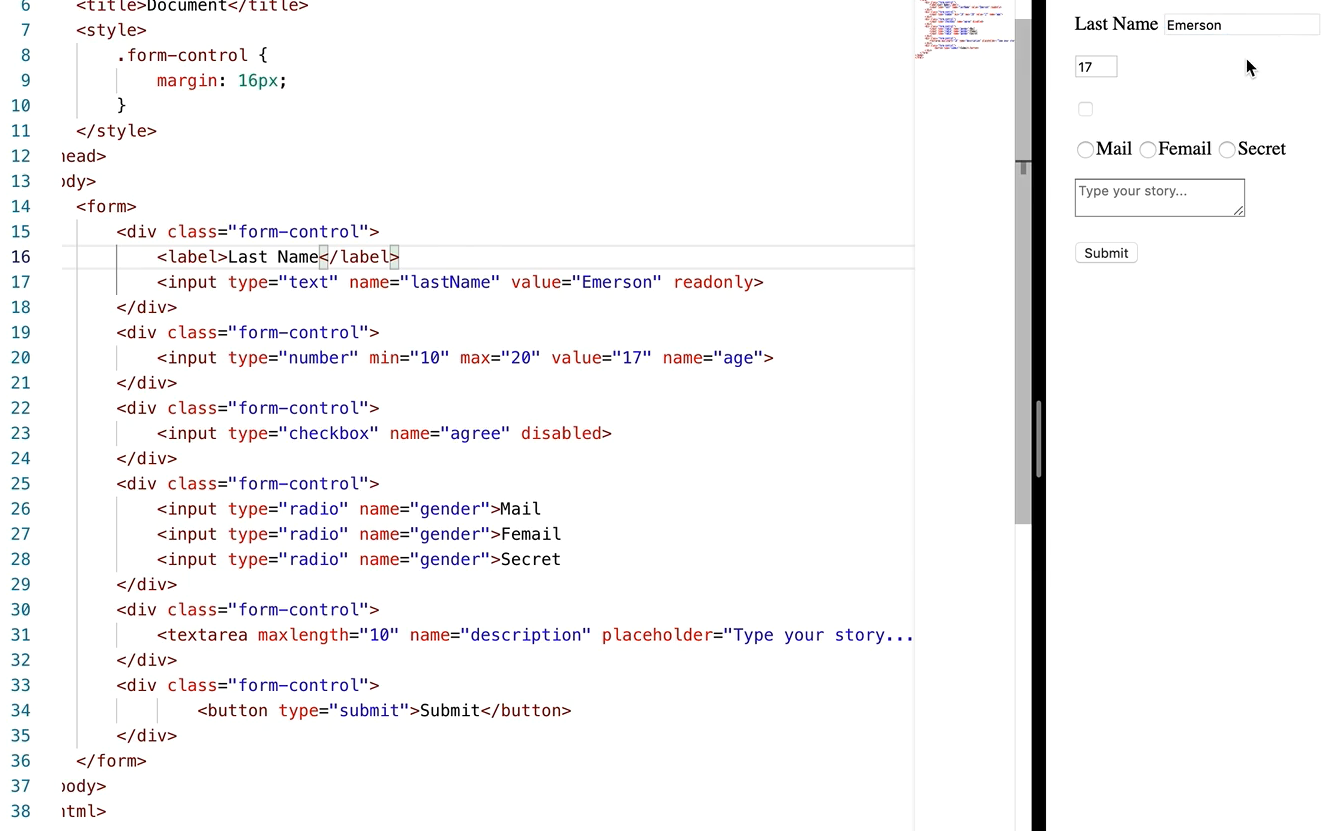 6 <title>Document</title>
7 <style>
8 .form-control {
9 margin: 16px;
10 }
11 </style>
12 head>
13 ody>
14 <form>
15 <div class="form-control">
16 <label>Last Name</label>
17 <input type="text" name="lastName" value="Emerson" readonly>
18 </div>
19 <div class="form-control">
20 <input type="number" min="10" max="20" value="17" name="age">
21 </div>
22 <div class="form-control">
23 <input type="checkbox" name="agree" disabled>
24 </div>
25 <div class="form-control">
26 <input type="radio" name="gender">Mail
27 <input type="radio" name="gender">Femail
28 <input type="radio" name="gender">Secret
29 </div>
30 <div class="form-control">
31 <textarea maxlength="10" name="description" placeholder="Type your story...
32 </div>
33 <div class="form-control">
34 <button type="submit">Submit</button>
35 </div>
36 </form>
37 body>
38 html>
Last Name Emerson
17
Mail Femail Secret
Type your story...
Submit